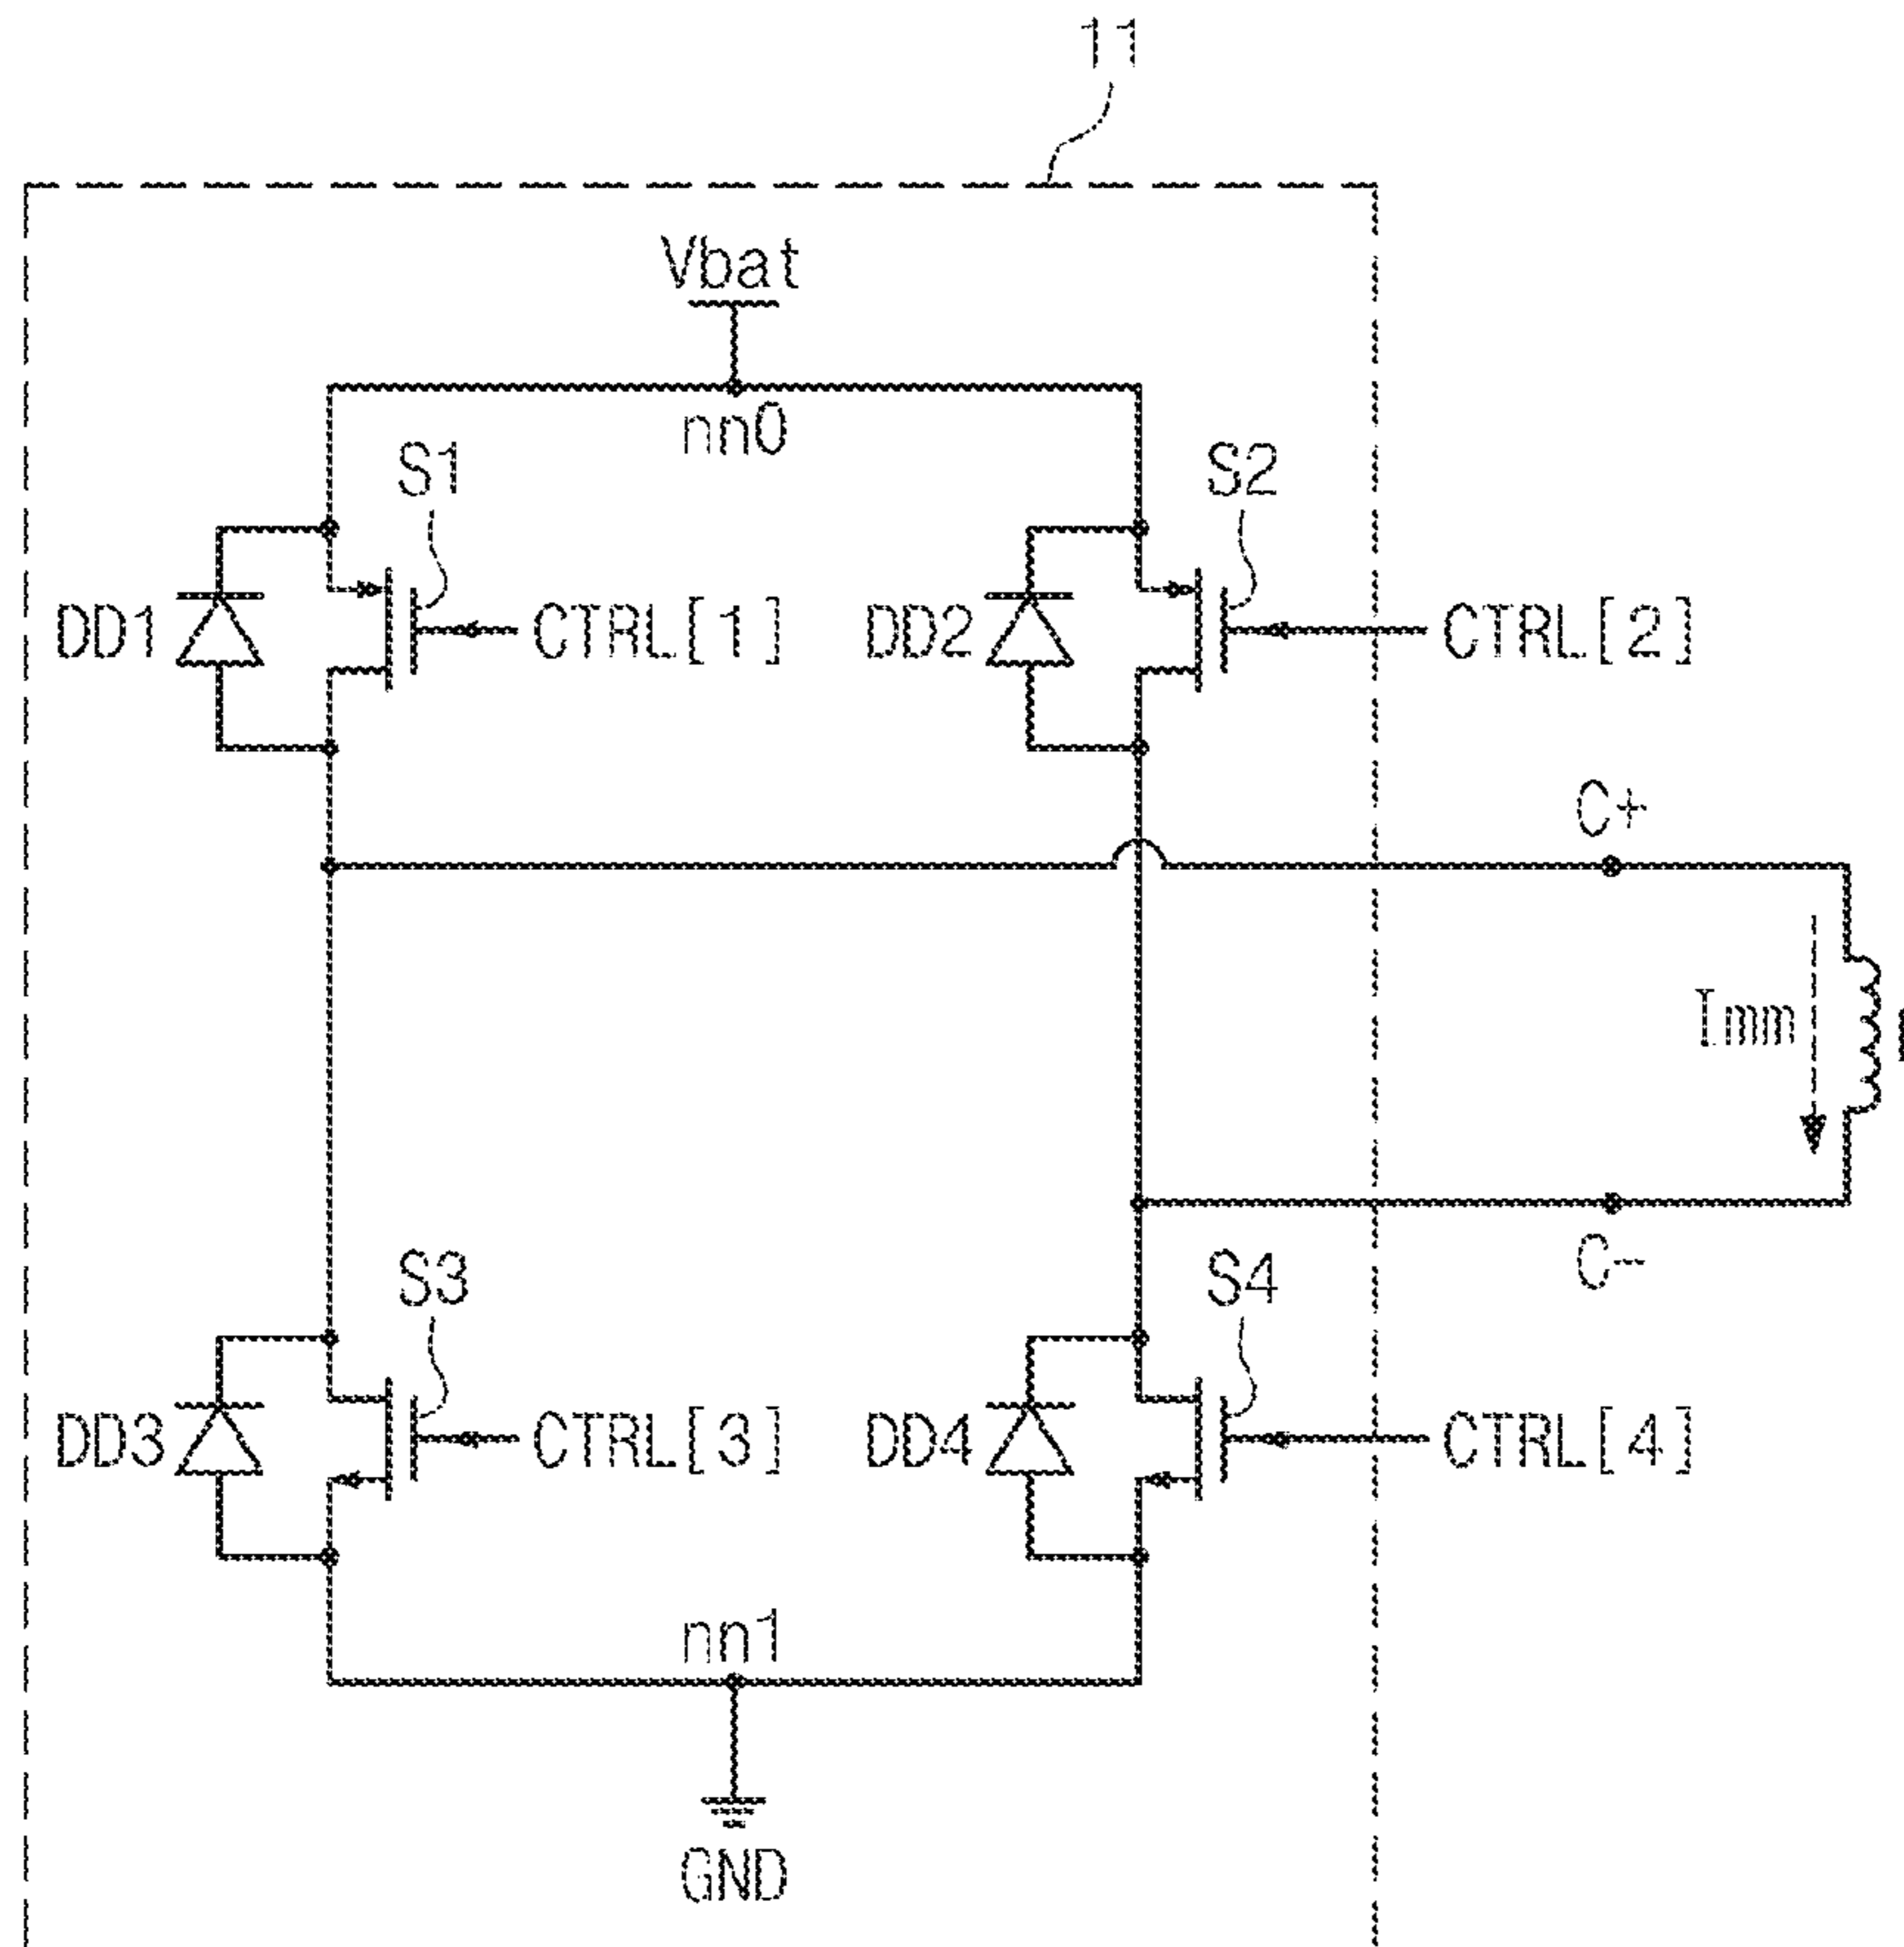 11
Vbat
nn0
S1
S2
DD1
CTRL[1]
DD2
CTRL[2]
C+
Imm
C-
S3
S4
DD3
CTRL[3]
DD4
CTRL[4]
nn1
GND